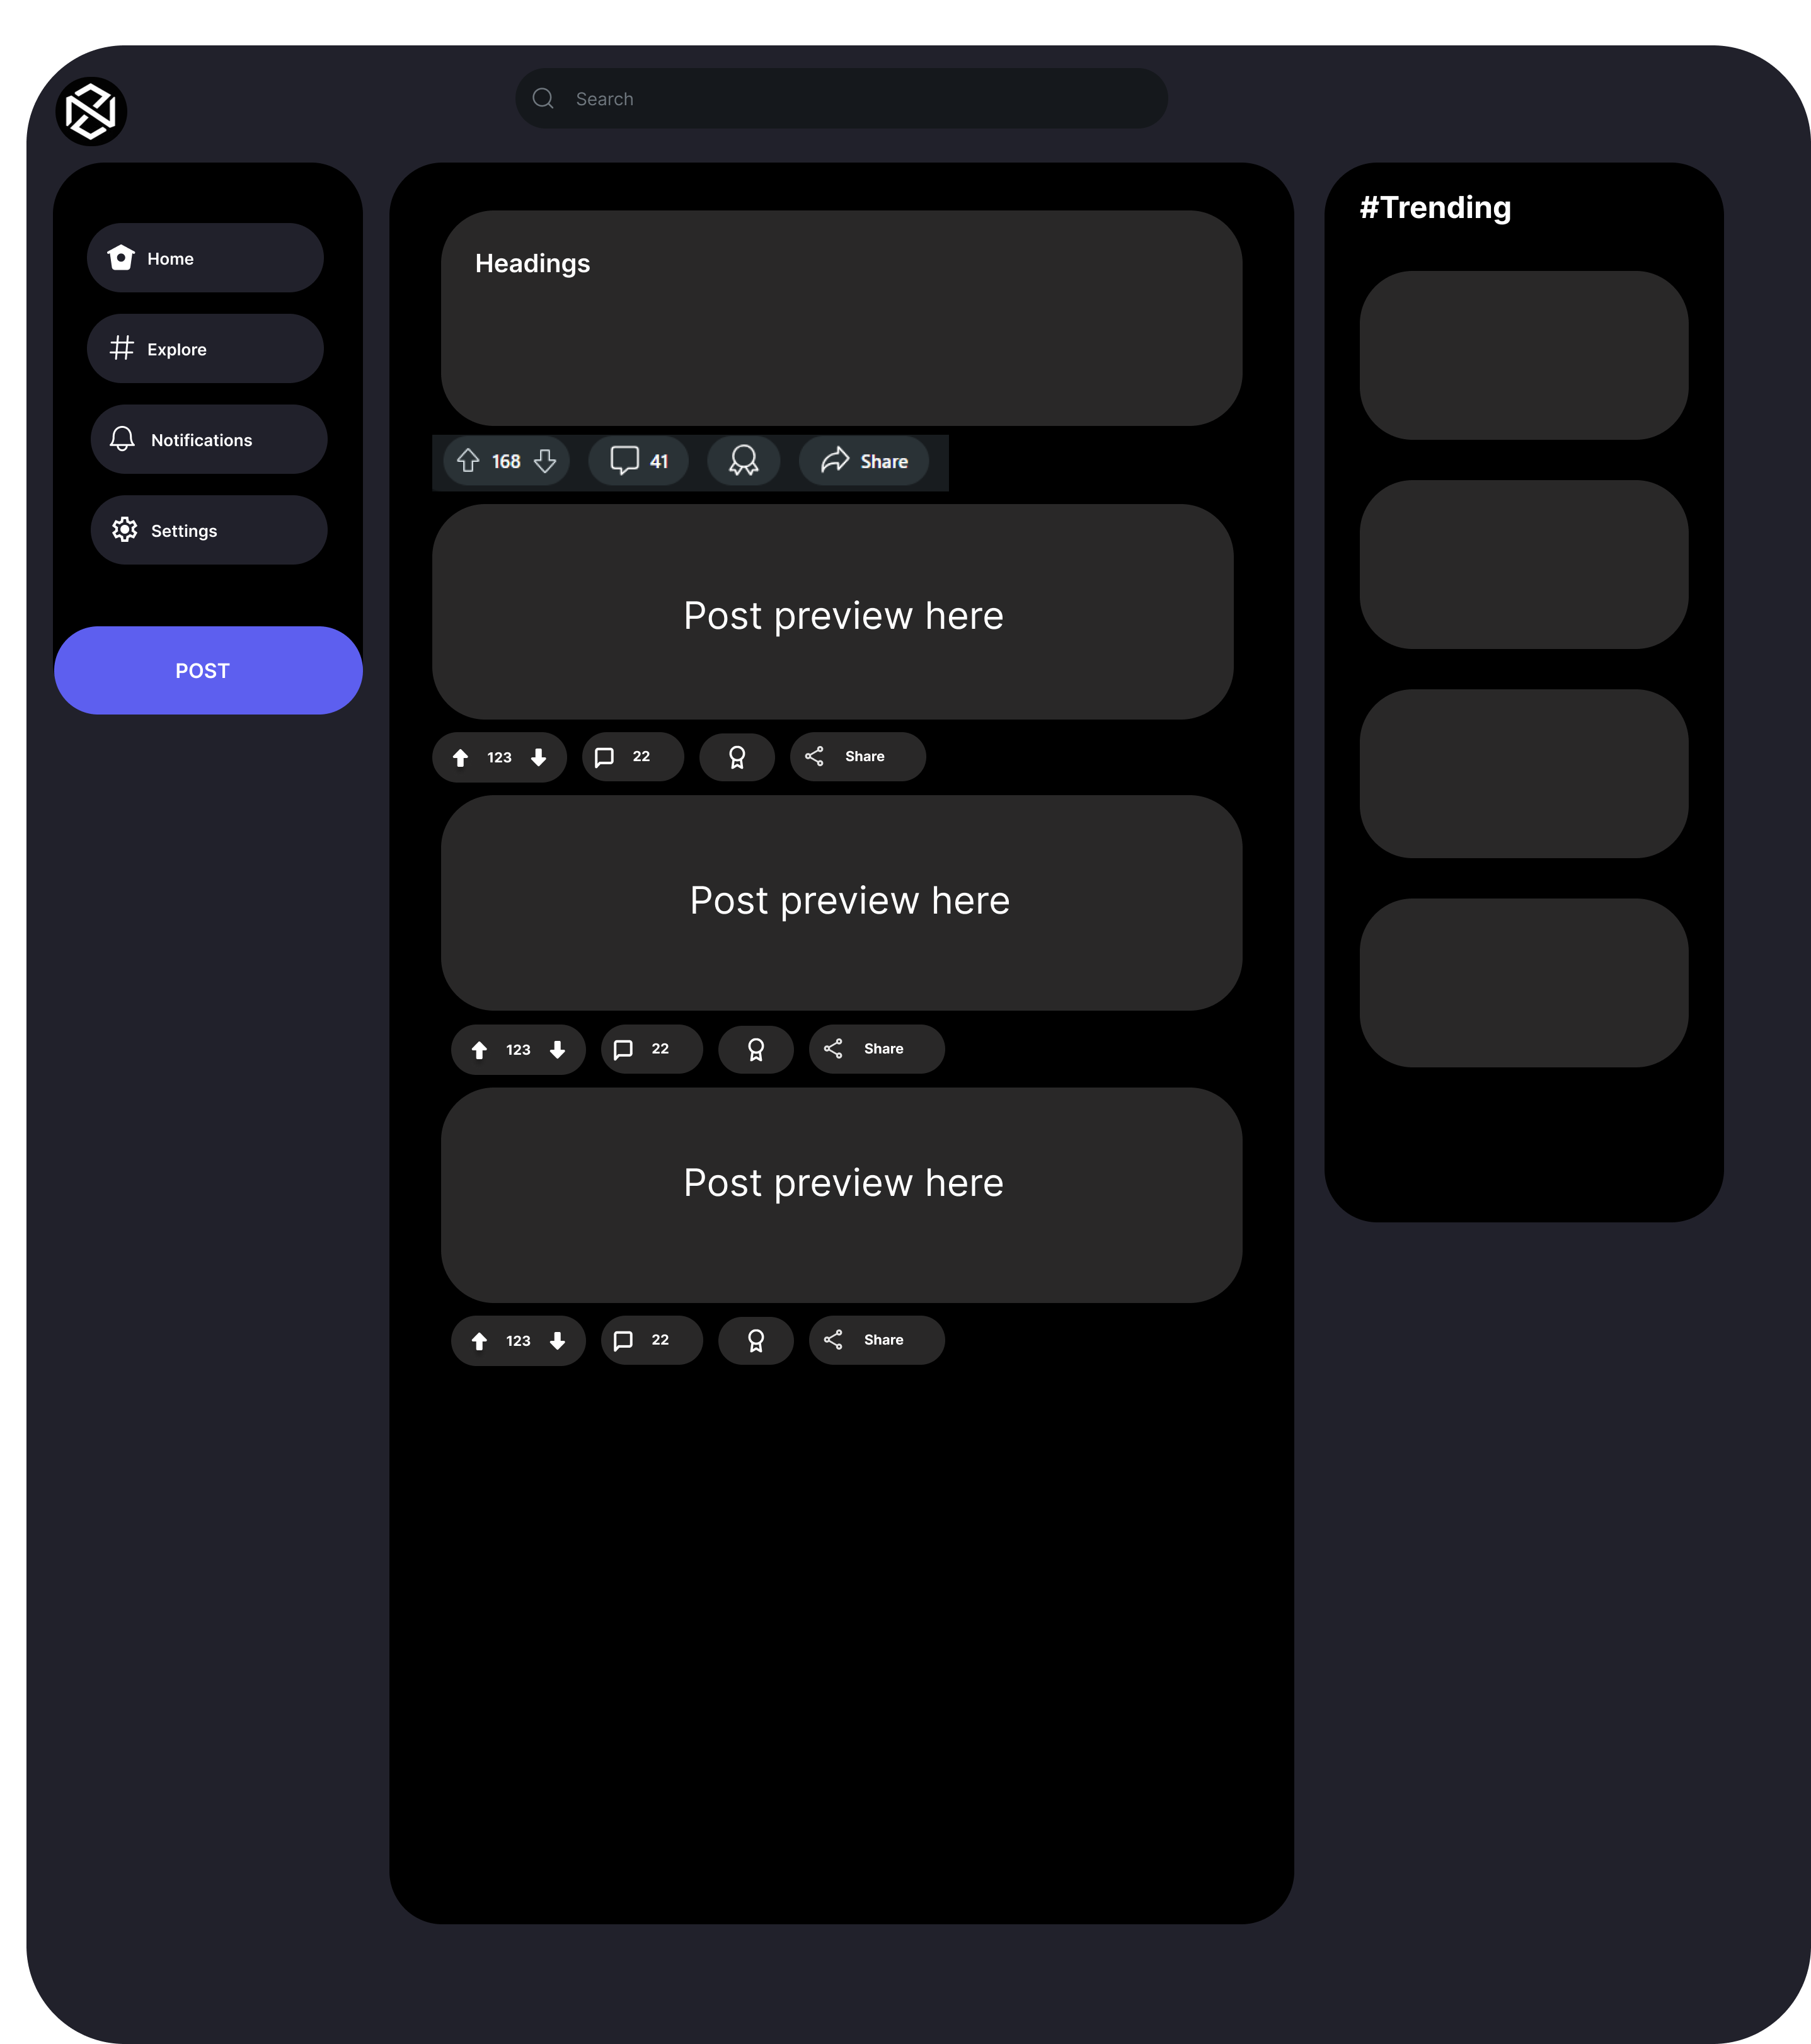 Search
Home
Explore
Notifications
Settings
POST
Headings
168
41
Share
Post preview here
123
22
Share
Post preview here
123
22
Share
Post preview here
123
22
Share
#Trending